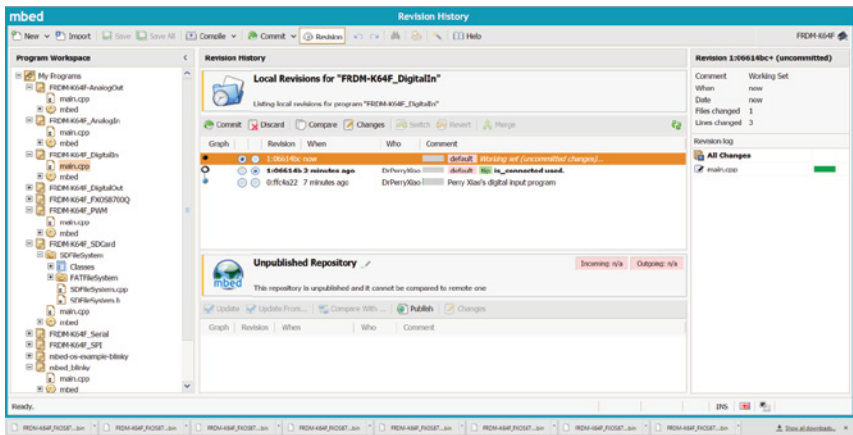 mbed
Revision History
New Import Save Save All Compile Commit Revision Help FRDM-K64F
Program Workspace
My Programs
FRDM-K64F-AnalogOut
main.cpp
mbed
FRDM-K64F_AnalogIn
main.cpp
mbed
FRDM-K64F_DigitalIn
main.cpp
mbed
FRDM-K64F_DigitalOut
FRDM-K64F_FXOS8700Q
FRDM-K64F_PWM
main.cpp
mbed
FRDM-K64F_SDCard
SDFileSystem
Classes
FATFileSystem
SDFileSystem.cpp
SDFileSystem.h
main.cpp
mbed
FRDM-K64F_Serial
FRDM-K64F_SPI
mbed-os-example-blinky
mbed_blinky
main.cpp
mbed
Revision History
Local Revisions for "FRDM-K64F_DigitalIn"
Listing local revisions for program "FRDM-K64F_DigitalIn"
Commit Discard Compare Changes Switch Revert Merge
Graph Revision When Who Comment
1:06614bc now default Working set (uncommitted changes)...
1:06614b 2 minutes ago DrPerryXiao default tip is_connected used.
0:ffc4a22 7 minutes ago DrPerryXiao Perry Xiao's digital input program
Unpublished Repository
Incoming: n/a Outgoing: n/a
mbed
This repository is unpublished and it cannot be compared to remote one
Update Update From... Compare With ... Publish Changes
Graph Revision When Who Comment
Revision 1:06614bc+ (uncommitted)
Comment Working Set
When now
Date now
Files changed 1
Lines changed 3
Revision log
All Changes
main.cpp
Ready.
INS
Show all downloads...